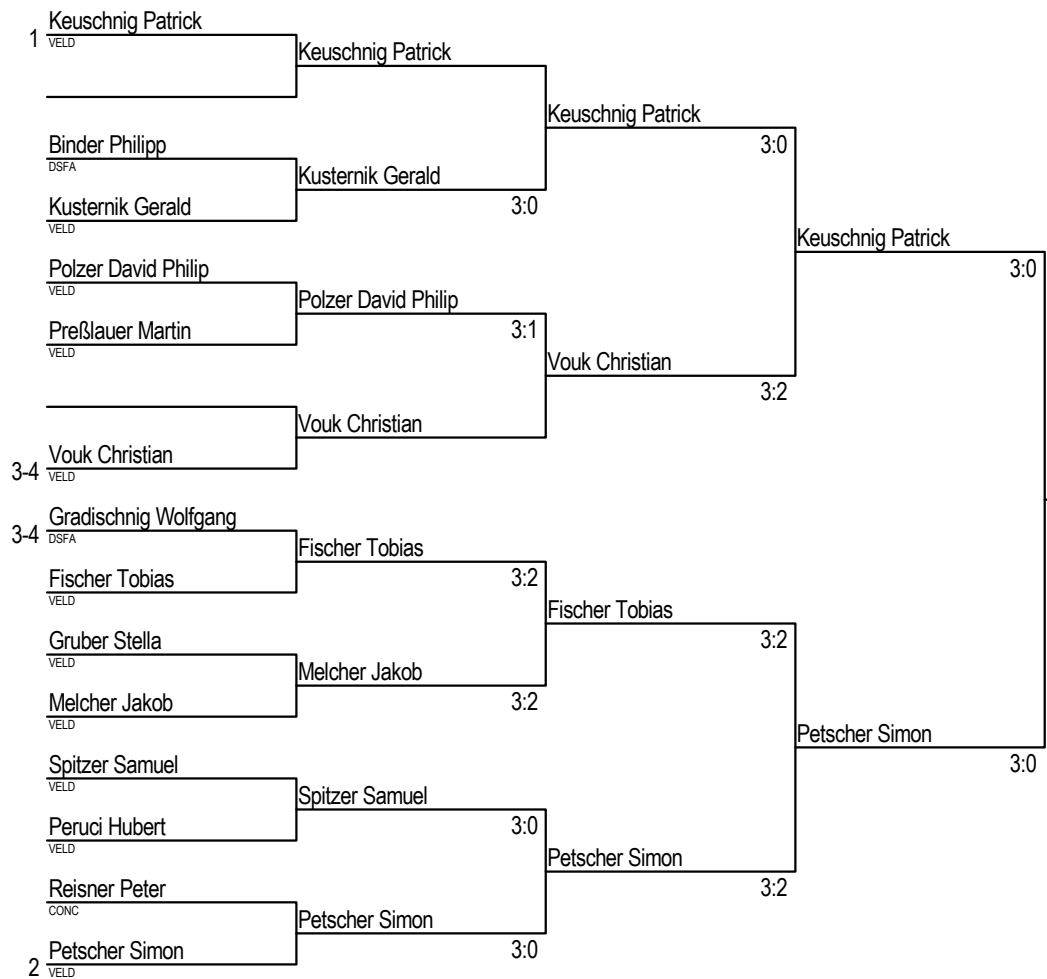 Keuschnig Patrick
1
VELD
Keuschnig Patrick
Keuschnig Patrick
3:0
Binder Philipp
DSFA
Kusternik Gerald
3:0
Kusternik Gerald
VELD
Keuschnig Patrick
3:0
Polzer David Philip
VELD
Polzer David Philip
3:1
Preßlauer Martin
VELD
Vouk Christian
3:2
Vouk Christian
Vouk Christian
3-4
VELD
Gradischnig Wolfgang
3-4
DSFA
Fischer Tobias
3:2
Fischer Tobias
VELD
Fischer Tobias
3:2
Gruber Stella
VELD
Melcher Jakob
3:2
Melcher Jakob
VELD
Petscher Simon
3:0
Spitzer Samuel
VELD
Spitzer Samuel
3:0
Peruci Hubert
VELD
Petscher Simon
3:2
Reisner Peter
CONC
Petscher Simon
3:0
Petscher Simon
2
VELD